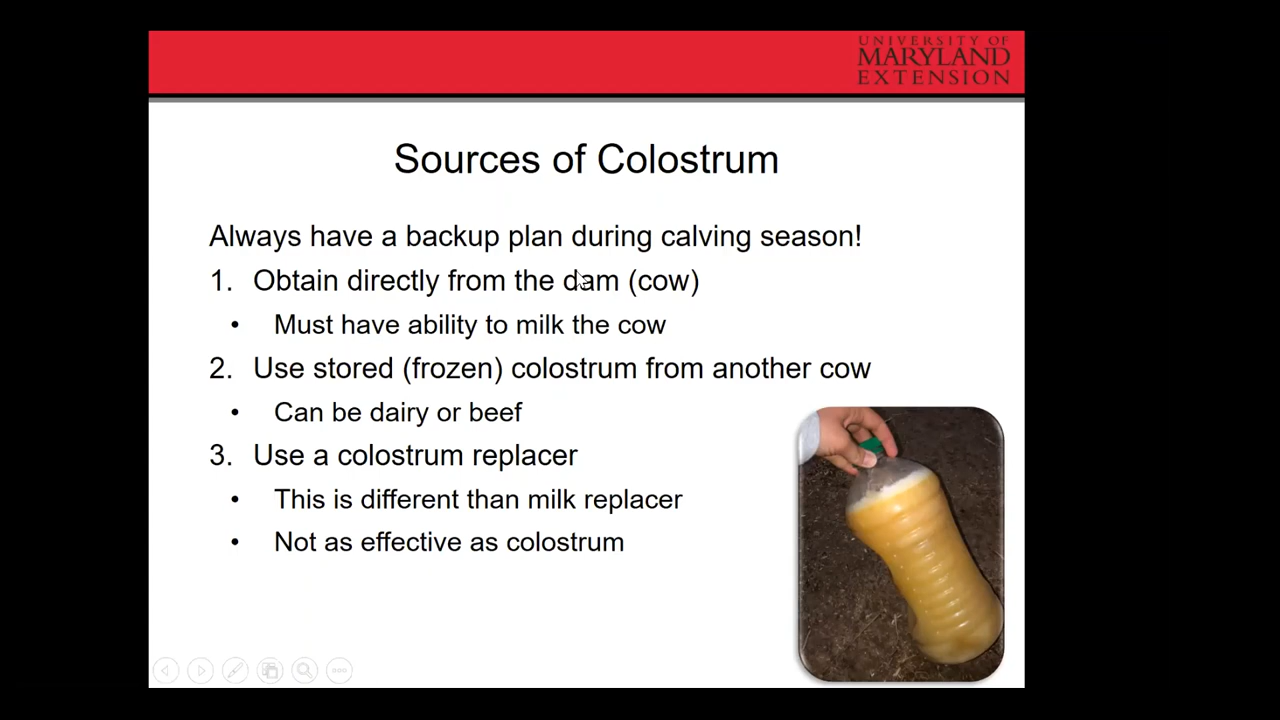 UNIVERSITY OF
MARYLAND
EXTENSION
Sources of Colostrum
Always have a backup plan during calving season!
1. Obtain directly from the dam (cow)
• Must have ability to milk the cow
2. Use stored (frozen) colostrum from another cow
• Can be dairy or beef
3. Use a colostrum replacer
• This is different than milk replacer
• Not as effective as colostrum